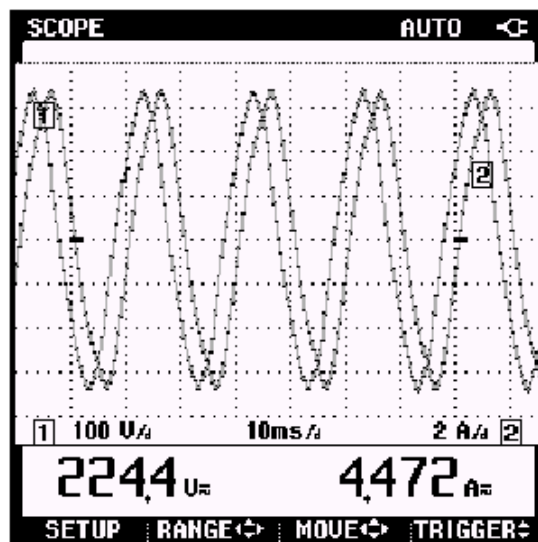 SCOPE AUTO
1
2
1 100 V/d 10ms/d 2 A/d 2
224.4 V≂ 4.472 A≂
SETUP RANGE MOVE TRIGGER